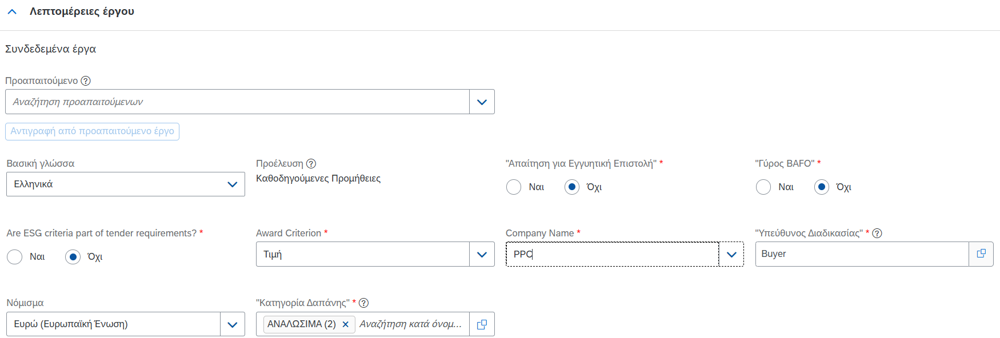 Λεπτομέρειες έργου
Συνδεδεμένα έργα
Προαπαιτούμενο ?
Αναζήτηση προαπαιτούμενων
Αντιγραφή από προαπαιτούμενο έργο
Βασική γλώσσα
Ελληνικά
Προέλευση ?
Καθοδηγούμενες Προμήθειες
"Απαίτηση για Εγγυητική Επιστολή" *
Ναι Όχι
"Γύρος BAFO" *
Ναι Όχι
Are ESG criteria part of tender requirements? *
Ναι Όχι
Award Criterion *
Τιμή
Company Name *
PPC
"Υπεύθυνος Διαδικασίας" * ?
Buyer
Νόμισμα
Ευρώ (Ευρωπαϊκή Ένωση)
"Κατηγορία Δαπάνης" * ?
ΑΝΑΛΩΣΙΜΑ (2) × Αναζήτηση κατά όνομ...